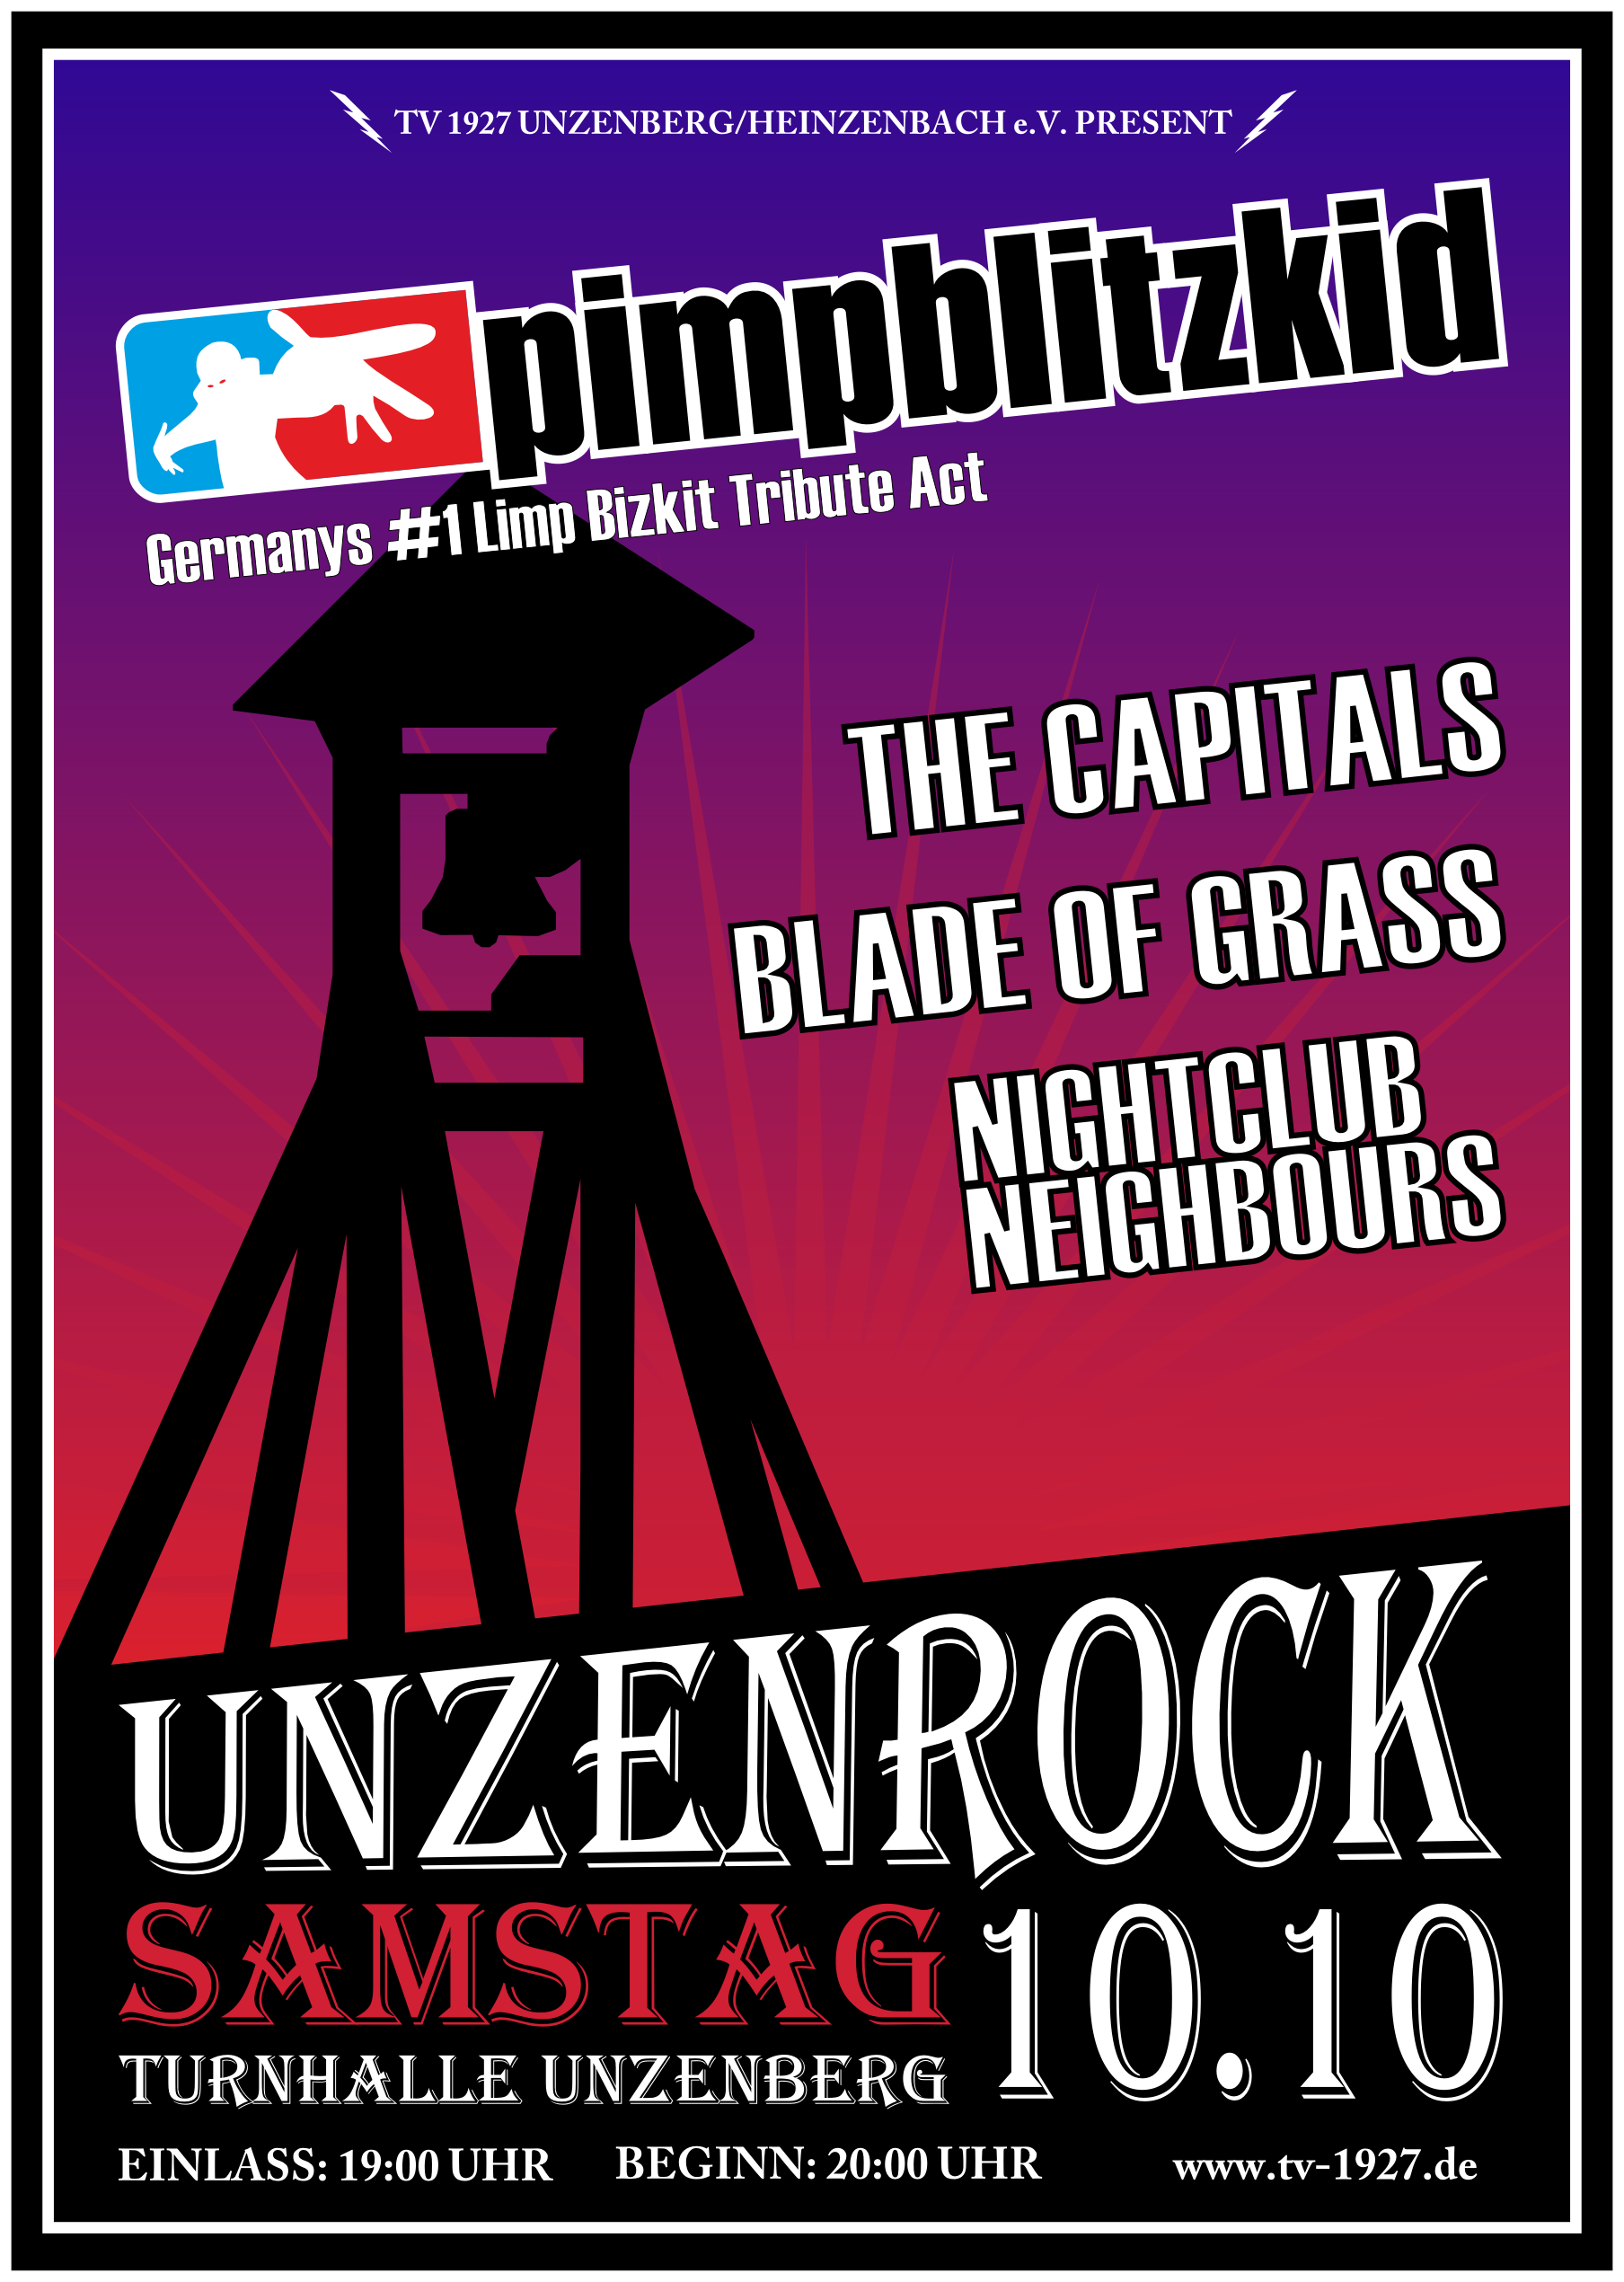 TV 1927 UNZENBERG/HEINZENBACH e.V. PRESENT
pimpblitzkid
Germanys #1 Limp Bizkit Tribute Act
THE CAPITALS
BLADE OF GRASS
NIGHTCLUB
NEIGHBOURS
UNZENROCK
SAMSTAG 10.10
TURNHALLE UNZENBERG
EINLASS: 19:00 UHR BEGINN: 20:00 UHR www.tv-1927.de